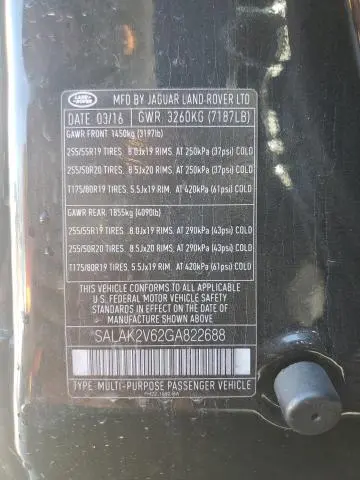 LAND-ROVER
MFD BY JAGUAR LAND-ROVER LTD
DATE 03/16 GWR 3260KG (7187LB)
GAWR FRONT 1450kg (3197lb)
255/55R19 TIRES, 8.0Jx19 RIMS, AT 250kPa (37psi) COLD
255/50R20 TIRES, 8.5Jx20 RIMS, AT 250kPa (37psi) COLD
T175/80R19 TIRES, 5.5Jx19 RIM, AT 420kPa (61psi) COLD
GAWR REAR 1855kg (4090lb)
255/55R19 TIRES, 8.0Jx19 RIMS, AT 290kPa (43psi) COLD
255/50R20 TIRES, 8.5Jx20 RIMS, AT 290kPa (43psi) COLD
T175/80R19 TIRES, 5.5Jx19 RIM, AT 420kPa (61psi) COLD
THIS VEHICLE CONFORMS TO ALL APPLICABLE
U.S. FEDERAL MOTOR VEHICLE SAFETY
STANDARDS IN EFFECT ON THE DATE OF
MANUFACTURE SHOWN ABOVE
SALAK2V62GA822688
TYPE: MULTI-PURPOSE PASSENGER VEHICLE